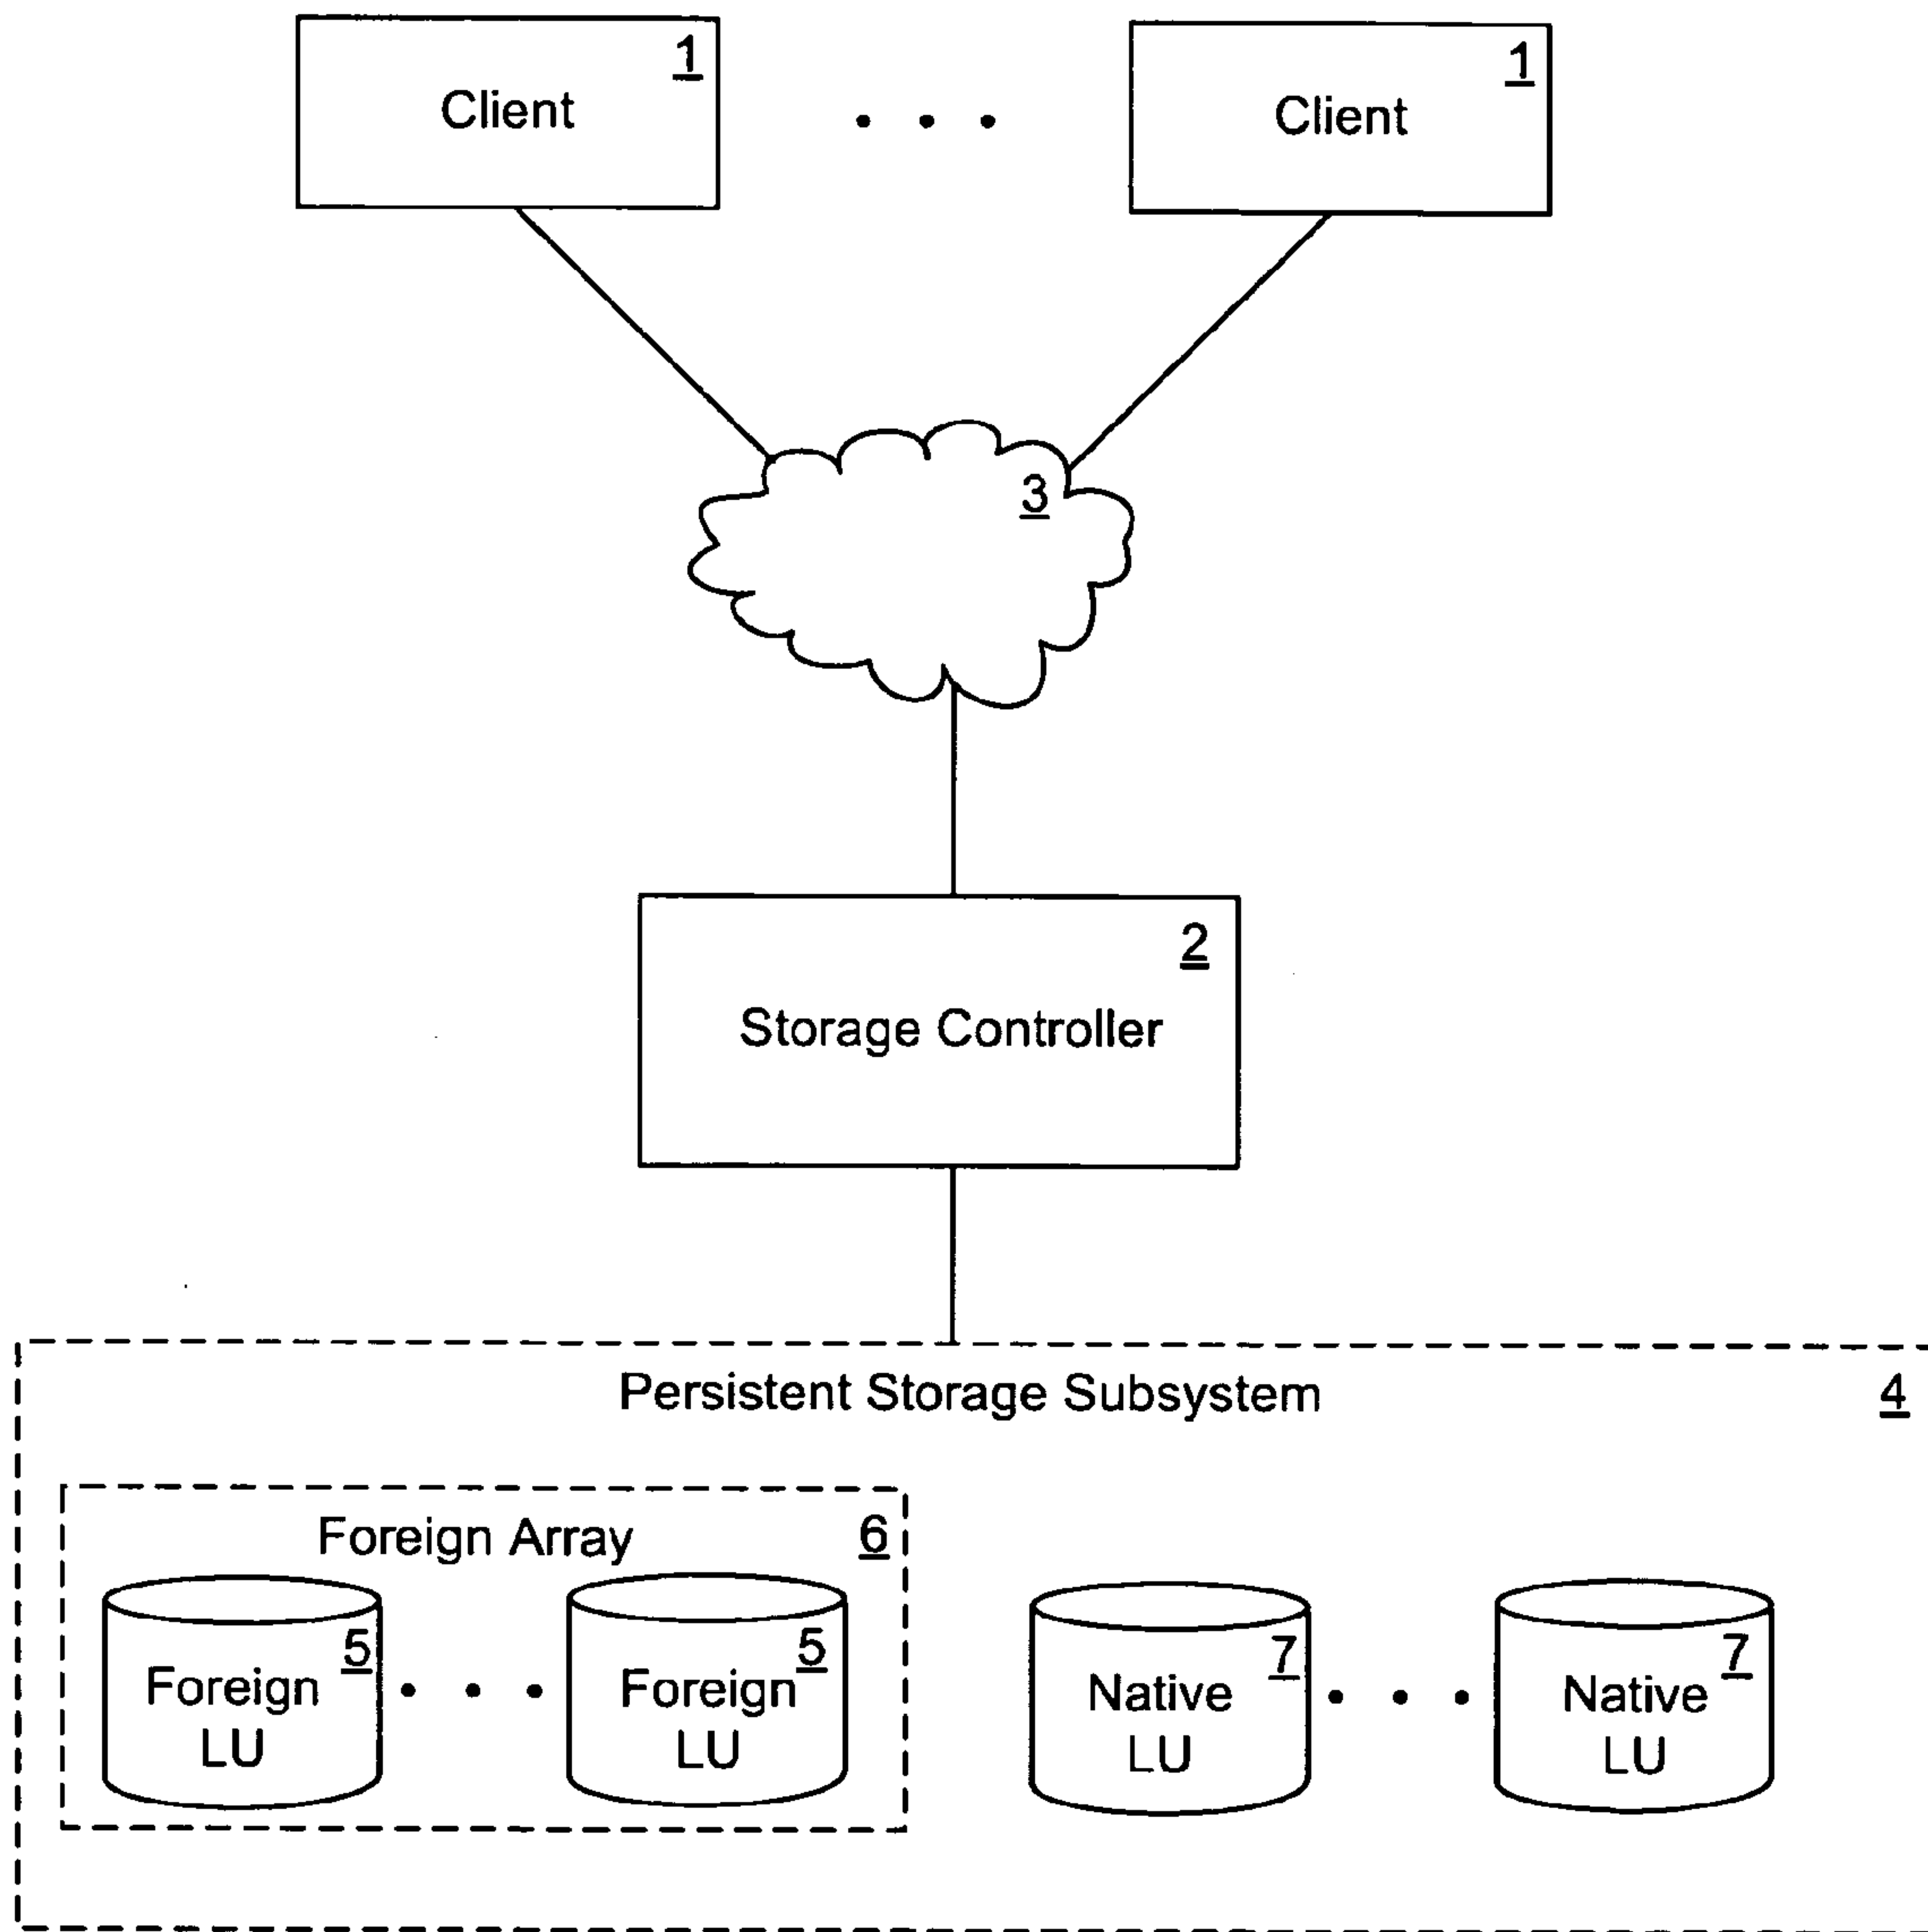 1
Client
1
Client
3
2
Storage Controller
Persistent Storage Subsystem
4
Foreign Array
6
5
Foreign
LU
5
Foreign
LU
7
Native
LU
7
Native
LU